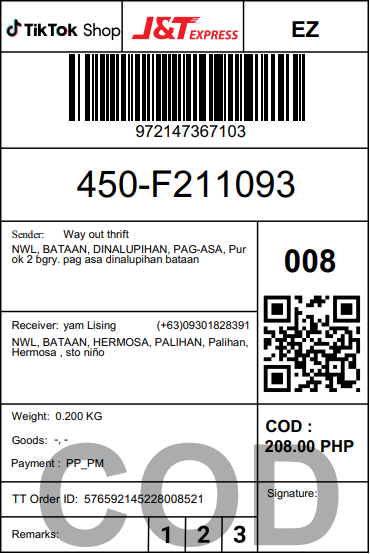 TikTok Shop
J&T EXPRESS
EZ
972147367103
450-F211093
Sender: Way out thrift
NWL, BATAAN, DINALUPIHAN, PAG-ASA, Pur
ok 2 bgry. pag asa dinalupihan bataan
008
Receiver: yam Lising (+63)09301828391
NWL, BATAAN, HERMOSA, PALIHAN, Palihan,
Hermosa , sto niño
Weight: 0.200 KG
Goods: -, -
Payment : PP_PM
COD :
208.00 PHP
COD
TT Order ID: 576592145228008521
Signature:
Remarks:
1 2 3